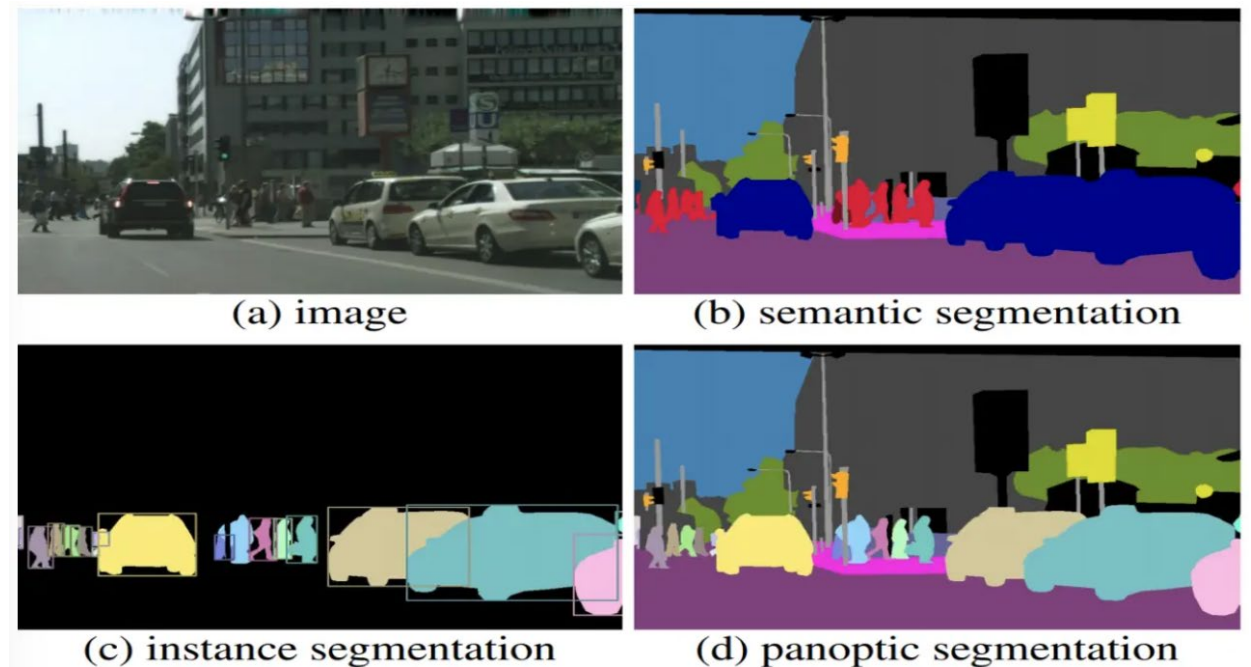 S
U
(a) image
(b) semantic segmentation
(c) instance segmentation
(d) panoptic segmentation